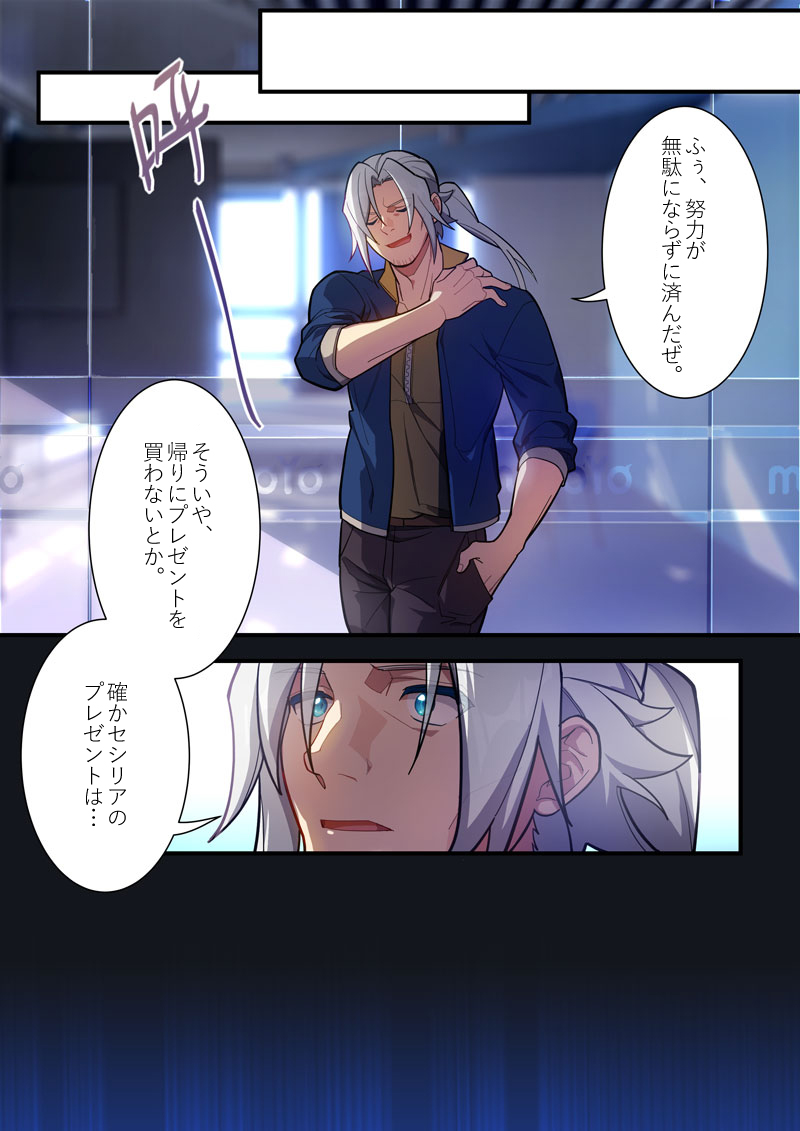 ふぅ、努力が
無駄にならずに済んだぜ。
呼
そういや、
帰りにプレゼントを
買わないとか。
確かセシリアの
プレゼントは…